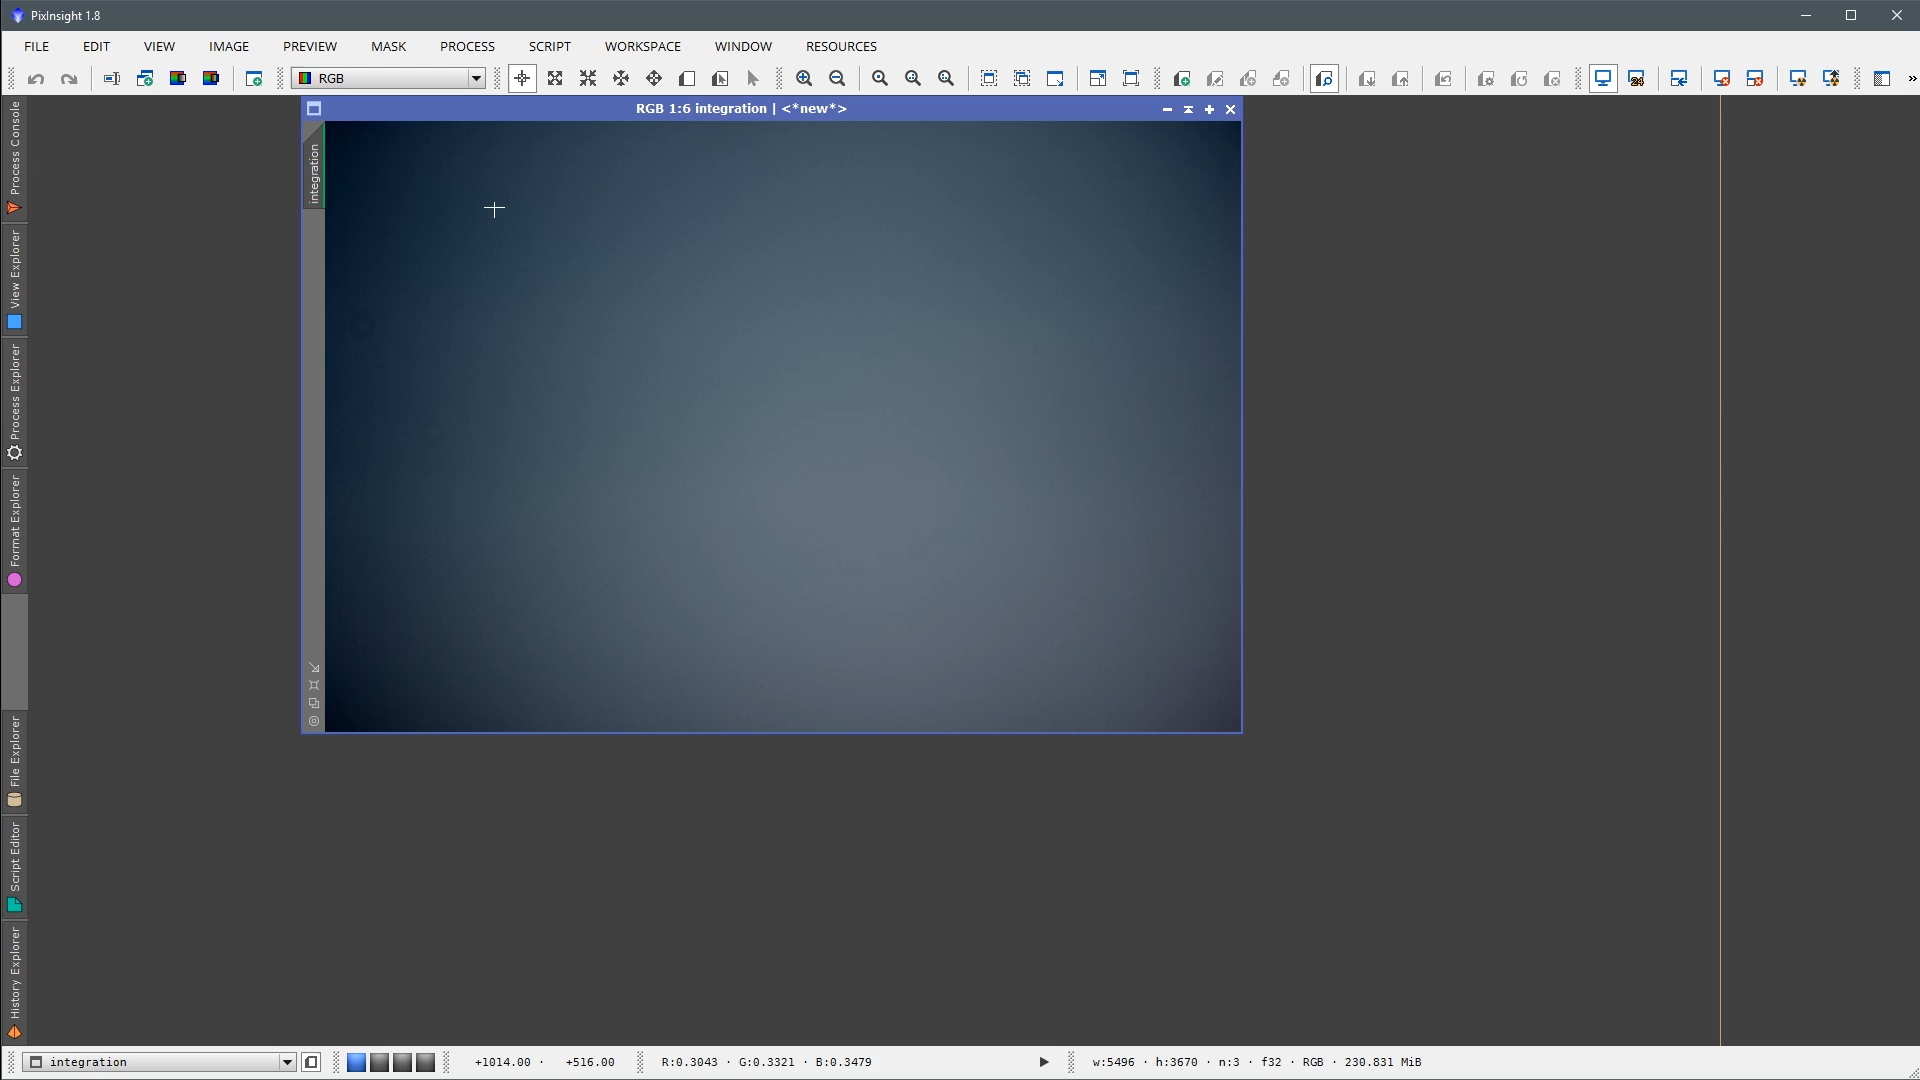 PixInsight 1.8
FILE EDIT VIEW IMAGE PREVIEW MASK PROCESS SCRIPT WORKSPACE WINDOW RESOURCES
RGB
24
»
RGB 1:6 integration | <*new*>
integration
Process Console
View Explorer
Process Explorer
Format Explorer
File Explorer
Script Editor
History Explorer
integration
+1014.00 · +516.00
R:0.3043 · G:0.3321 · B:0.3479
w:5496 · h:3670 · n:3 · f32 · RGB · 230.831 MiB